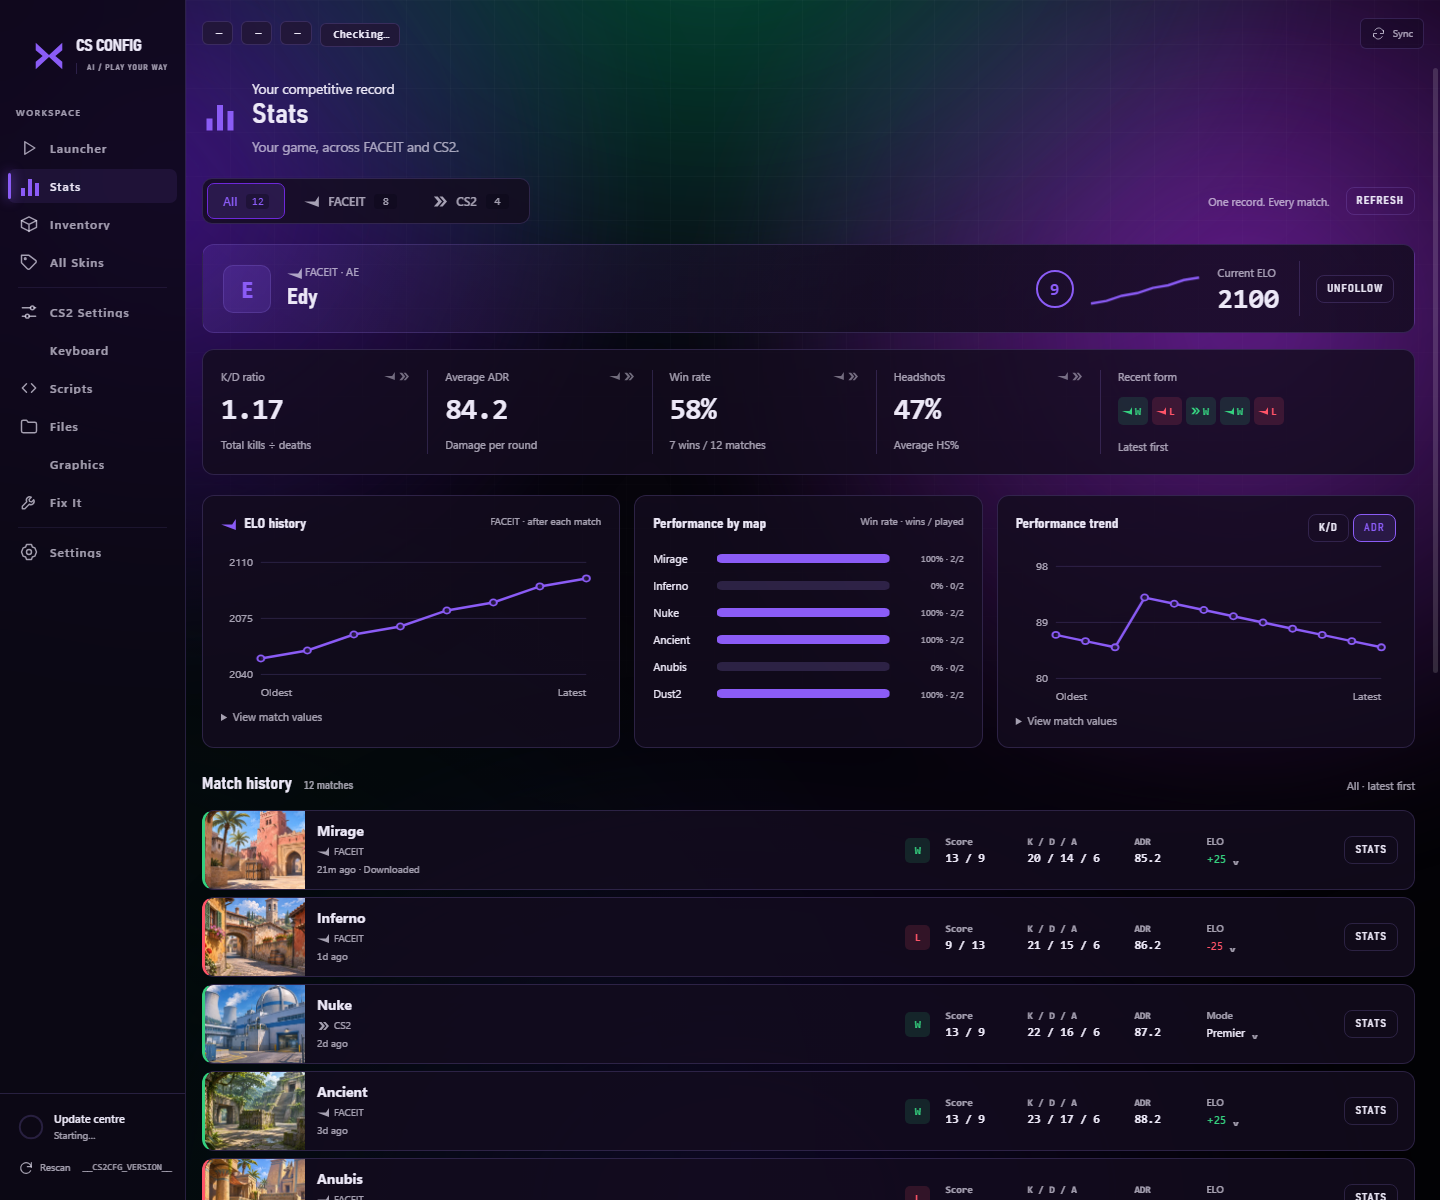 CS CONFIG
AI / PLAY YOUR WAY
WORKSPACE
Launcher
Stats
Inventory
All Skins
CS2 Settings
Keyboard
Scripts
Files
Graphics
Fix It
Settings
Update centre
Starting...
Rescan __CS2CFG_VERSION__
— — — Checking…
Sync
Your competitive record
Stats
Your game, across FACEIT and CS2.
All 12 FACEIT 8 CS2 4
One record. Every match. REFRESH
E
FACEIT · AE
Edy
9
Current ELO
2100
UNFOLLOW
K/D ratio
1.17
Total kills ÷ deaths
Average ADR
84.2
Damage per round
Win rate
58%
7 wins / 12 matches
Headshots
47%
Average HS%
Recent form
W L W W L
Latest first
ELO history FACEIT · after each match
2110
2075
2040
Oldest Latest
View match values
Performance by map Win rate · wins / played
Mirage 100% · 2/2
Inferno 0% · 0/2
Nuke 100% · 2/2
Ancient 100% · 2/2
Anubis 0% · 0/2
Dust2 100% · 2/2
Performance trend K/D ADR
98
89
80
Oldest Latest
View match values
Match history 12 matches All · latest first
Mirage
FACEIT
21m ago · Downloaded
W
Score K / D / A ADR ELO
13 / 9 20 / 14 / 6 85.2 +25
STATS
Inferno
FACEIT
1d ago
L
Score K / D / A ADR ELO
9 / 13 21 / 15 / 6 86.2 -25
STATS
Nuke
CS2
2d ago
W
Score K / D / A ADR Mode
13 / 9 22 / 16 / 6 87.2 Premier
STATS
Ancient
FACEIT
3d ago
W
Score K / D / A ADR ELO
13 / 9 23 / 17 / 6 88.2 +25
STATS
Anubis
FACEIT
L
Score K / D / A ADR ELO
STATS